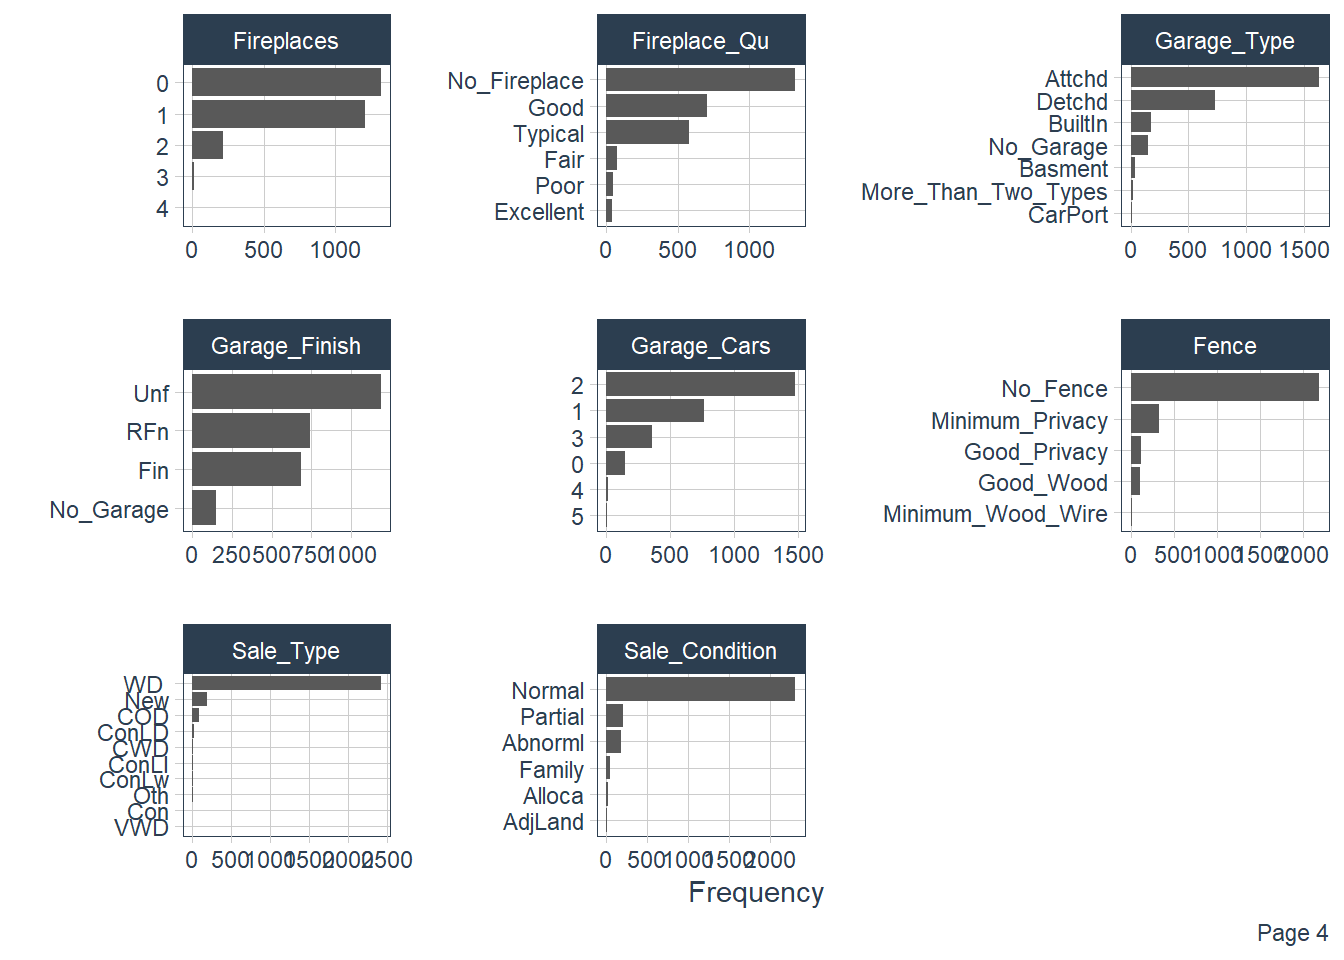 Fireplaces
0
1
2
3
4
0 500 1000
Fireplace_Qu
No_Fireplace
Good
Typical
Fair
Poor
Excellent
0 500 1000
Garage_Type
Attchd
Detchd
BuiltIn
No_Garage
Basment
More_Than_Two_Types
CarPort
0 500 1000 1500
Garage_Finish
Unf
RFn
Fin
No_Garage
0 250 500 750 1000
Garage_Cars
2
1
3
0
4
5
0 500 1000 1500
Fence
No_Fence
Minimum_Privacy
Good_Privacy
Good_Wood
Minimum_Wood_Wire
0 500 1000 1500 2000
Sale_Type
WD
New
COD
ConLD
CWD
ConLI
ConLw
Oth
Con
VWD
0 500 1000 1500 2000 2500
Sale_Condition
Normal
Partial
Abnorml
Family
Alloca
AdjLand
0 500 1000 1500 2000
Frequency
Page 4